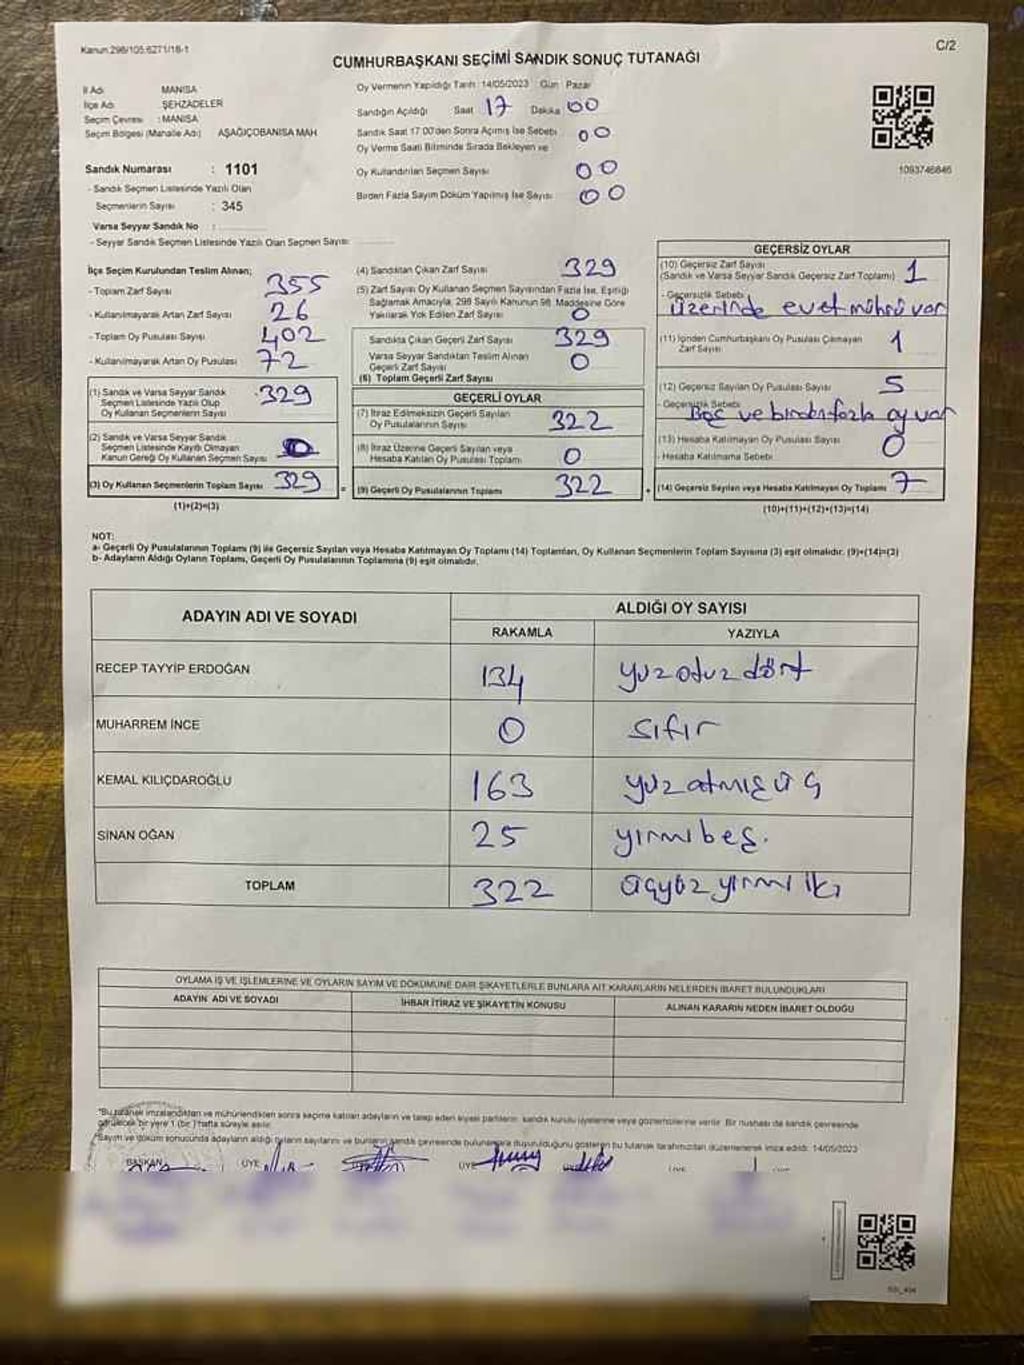 Kanun:298/105.6271/18-1
C/2
CUMHURBAŞKANI SEÇİMİ SANDIK SONUÇ TUTANAĞI
İl Adı MANİSA
İlçe Adı ŞEHZADELER
Seçim Çevresi : MANİSA
Seçim Bölgesi (Mahalle Adı) AŞAĞIÇOBANİSA MAH
Sandık Numarası : 1101
- Sandık Seçmen Listesinde Yazılı Olan
Seçmenlerin Sayısı : 345
Varsa Seyyar Sandık No :
- Seyyar Sandık Seçmen Listesinde Yazılı Olan Seçmen Sayısı:
Oy Vermenin Yapıldığı Tarih: 14/05/2023 Gün: Pazar
Sandığın Açıldığı Saat 17 Dakika 00
Sandık Saat 17.00'den Sonra Açılmış İse Sebebi 00
Oy Verme Saati Bitiminde Sırada Bekleyen ve
Oy Kullandırılan Seçmen Sayısı 00
Birden Fazla Sayım Döküm Yapılmış İse Sayısı 00
1093746846
İlçe Seçim Kurulundan Teslim Alınan;
- Toplam Zarf Sayısı 355
- Kullanılmayarak Artan Zarf Sayısı 26
- Toplam Oy Pusulası Sayısı 402
- Kullanılmayarak Artan Oy Pusulası 72
(1) Sandık ve Varsa Seyyar Sandık
Seçmen Listesinde Yazılı Olup
Oy Kullanan Seçmenlerin Sayısı 329
(2) Sandık ve Varsa Seyyar Sandık
Seçmen Listesinde Kayıtlı Olmayan
Kanun Gereği Oy Kullanan Seçmen Sayısı 0
(3) Oy Kullanan Seçmenlerin Toplam Sayısı 329 =
(1)+(2)=(3)
(4) Sandıktan Çıkan Zarf Sayısı 329
(5) Zarf Sayısı Oy Kullanan Seçmen Sayısından Fazla İse, Eşitliği
Sağlamak Amacıyla, 298 Sayılı Kanunun 98. Maddesine Göre
Yakılarak Yok Edilen Zarf Sayısı 0
Sandıkta Çıkan Geçerli Zarf Sayısı 329
Varsa Seyyar Sandıktan Teslim Alınan
Geçerli Zarf Sayısı 0
(6) Toplam Geçerli Zarf Sayısı
GEÇERLİ OYLAR
(7) İtiraz Edilmeksizin Geçerli Sayılan
Oy Pusulalarının Sayısı 322
(8) İtiraz Üzerine Geçerli Sayılan veya
Hesaba Katılan Oy Pusulası Toplamı 0
(9) Geçerli Oy Pusulalarının Toplamı 322 +
GEÇERSİZ OYLAR
(10) Geçersiz Zarf Sayısı
(Sandık ve Varsa Seyyar Sandık Geçersiz Zarf Toplamı) 1
- Geçersizlik Sebebi
üzerinde evet mührü var
(11) İçinden Cumhurbaşkanı Oy Pusulası Çıkmayan
Zarf Sayısı 1
(12) Geçersiz Sayılan Oy Pusulası Sayısı 5
- Geçersizlik Sebebi
Boş ve birden fazla oy var
(13) Hesaba Katılmayan Oy Pusulası Sayısı 0
- Hesaba Katılmama Sebebi
(14) Geçersiz Sayılan veya Hesaba Katılmayan Oy Toplamı 7
(10)+(11)+(12)+(13)=(14)
NOT:
a- Geçerli Oy Pusulalarının Toplamı (9) ile Geçersiz Sayılan veya Hesaba Katılmayan Oy Toplamı (14) Toplamları, Oy Kullanan Seçmenlerin Toplam Sayısına (3) eşit olmalıdır. (9)+(14)=(3)
b- Adayların Aldığı Oyların Toplamı, Geçerli Oy Pusulalarının Toplamına (9) eşit olmalıdır.
ADAYIN ADI VE SOYADI
ALDIĞI OY SAYISI
RAKAMLA YAZIYLA
RECEP TAYYİP ERDOĞAN 134 yüz otuz dört
MUHARREM İNCE 0 sıfır
KEMAL KILIÇDAROĞLU 163 yüz atmış üç
SİNAN OĞAN 25 yirmi beş.
TOPLAM 322 üçyüz yirmi iki
OYLAMA İŞ VE İŞLEMLERİNE VE OYLARIN SAYIM VE DÖKÜMÜNE DAİR ŞİKAYETLERLE BUNLARA AİT KARARLARIN NELERDEN İBARET BULUNDUKLARI
ADAYIN ADI VE SOYADI İHBAR İTİRAZ VE ŞİKAYETİN KONUSU ALINAN KARARIN NEDEN İBARET OLDUĞU
*Bu tutanak imzalandıktan ve mühürlendikten sonra seçime katılan adayların ve talep eden siyasi partilerin sandık kurulu üyelerine veya gözlemcilerine verilir. Bir nüshası da sandık çevresinde
görülecek bir yere 1 (bir) hafta süreyle asılır.
*Sayım ve döküm sonucunda adayların aldığı oyların sayılarını ve bunların sandık çevresinde bulunanlara duyurulduğunu gösteren bu tutanak tarafımızdan düzenlenerek imza edildi. 14/05/2023
BAŞKAN ÜYE ÜYE ÜYE